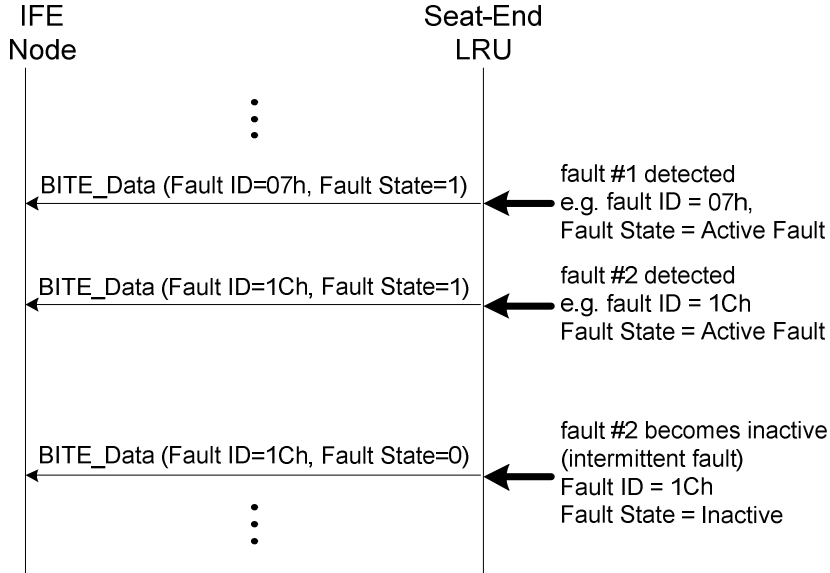 IFE
Node
Seat-End
LRU
BITE_Data (Fault ID=07h, Fault State=1)
fault #1 detected
e.g. fault ID = 07h,
Fault State = Active Fault
BITE_Data (Fault ID=1Ch, Fault State=1)
fault #2 detected
e.g. fault ID = 1Ch
Fault State = Active Fault
BITE_Data (Fault ID=1Ch, Fault State=0)
fault #2 becomes inactive
(intermittent fault)
Fault ID = 1Ch
Fault State = Inactive